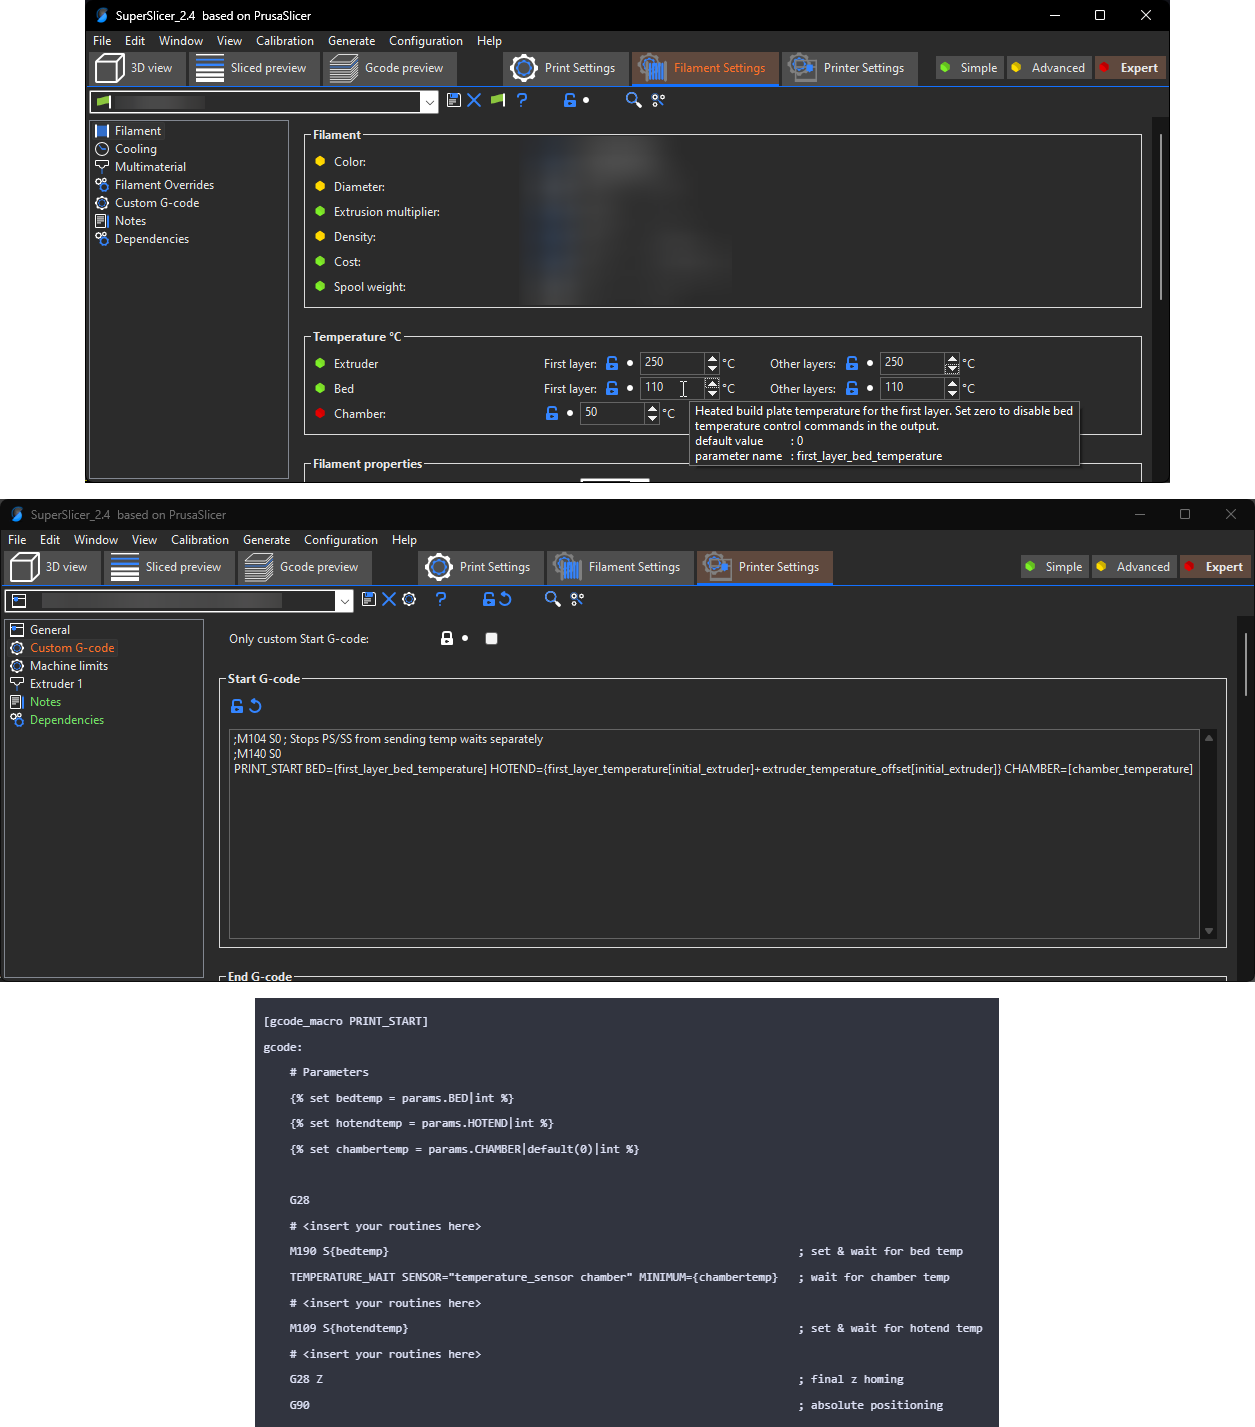 SuperSlicer_2.4 based on PrusaSlicer
File Edit Window View Calibration Generate Configuration Help
3D view Sliced preview Gcode preview Print Settings Filament Settings Printer Settings Simple Advanced Expert
Filament
Cooling
Multimaterial
Filament Overrides
Custom G-code
Notes
Dependencies
Filament
Color:
Diameter:
Extrusion multiplier:
Density:
Cost:
Spool weight:
Temperature °C
Extruder First layer: 250 °C Other layers: 250 °C
Bed First layer: 110 °C Other layers: 110 °C
Chamber: 50 °C
Heated build plate temperature for the first layer. Set zero to disable bed
temperature control commands in the output.
default value : 0
parameter name : first_layer_bed_temperature
Filament properties
SuperSlicer_2.4 based on PrusaSlicer
File Edit Window View Calibration Generate Configuration Help
3D view Sliced preview Gcode preview Print Settings Filament Settings Printer Settings Simple Advanced Expert
General
Custom G-code
Machine limits
Extruder 1
Notes
Dependencies
Only custom Start G-code:
Start G-code
;M104 S0 ; Stops PS/SS from sending temp waits separately
;M140 S0
PRINT_START BED=[first_layer_bed_temperature] HOTEND={first_layer_temperature[initial_extruder]+extruder_temperature_offset[initial_extruder]} CHAMBER=[chamber_temperature]
End G-code
[gcode_macro PRINT_START]
gcode:
# Parameters
{% set bedtemp = params.BED|int %}
{% set hotendtemp = params.HOTEND|int %}
{% set chambertemp = params.CHAMBER|default(0)|int %}
G28
# <insert your routines here>
M190 S{bedtemp} ; set & wait for bed temp
TEMPERATURE_WAIT SENSOR="temperature_sensor chamber" MINIMUM={chambertemp} ; wait for chamber temp
# <insert your routines here>
M109 S{hotendtemp} ; set & wait for hotend temp
# <insert your routines here>
G28 Z ; final z homing
G90 ; absolute positioning